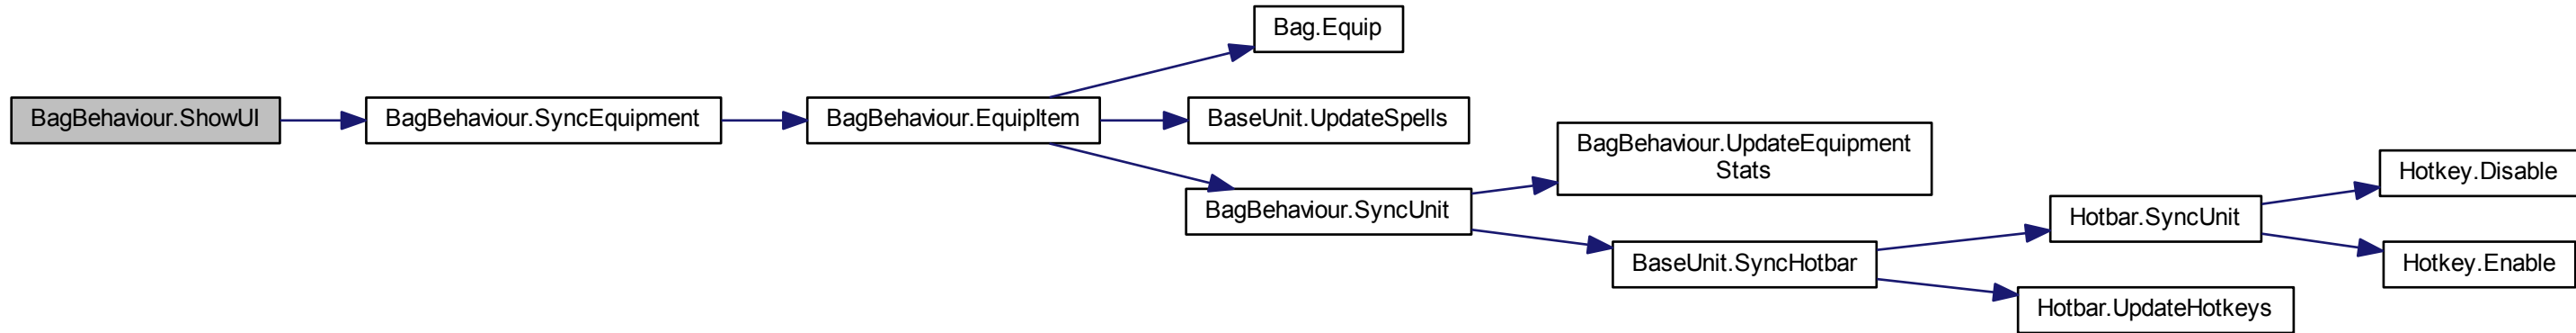 BagBehaviour.ShowUI
BagBehaviour.SyncEquipment
BagBehaviour.EquipItem
Bag.Equip
BaseUnit.UpdateSpells
BagBehaviour.SyncUnit
BagBehaviour.UpdateEquipment
Stats
BaseUnit.SyncHotbar
Hotbar.SyncUnit
Hotbar.UpdateHotkeys
Hotkey.Disable
Hotkey.Enable